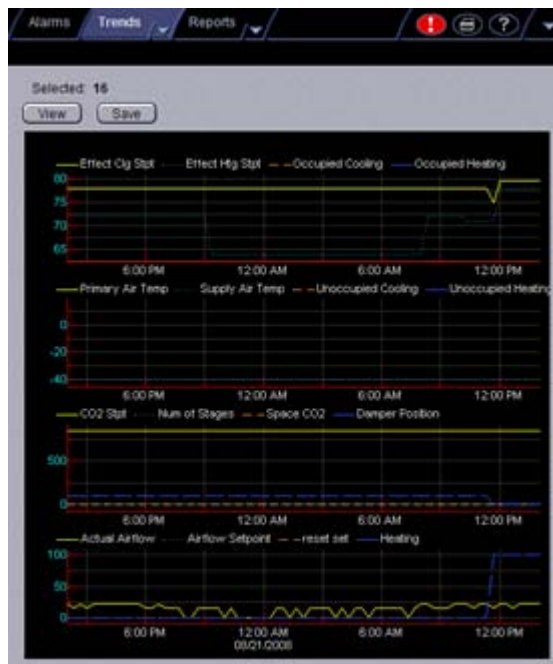 Alarms Trends Reports ! ?
Selected: 16
View Save
Effect Clg Stpt Effect Htg Stpt Occupied Cooling Occupied Heating
80
75
70
65
6:00 PM 12:00 AM 6:00 AM 12:00 PM
Primary Air Temp Supply Air Temp Unoccupied Cooling Unoccupied Heating
0
-20
-40
6:00 PM 12:00 AM 6:00 AM 12:00 PM
CO2 Stpt Num of Stages Space CO2 Damper Position
500
0
6:00 PM 12:00 AM 6:00 AM 12:00 PM
Actual Airflow Airflow Setpoint reset set Heating
100
50
0
6:00 PM 12:00 AM 6:00 AM 12:00 PM
08/21/2008